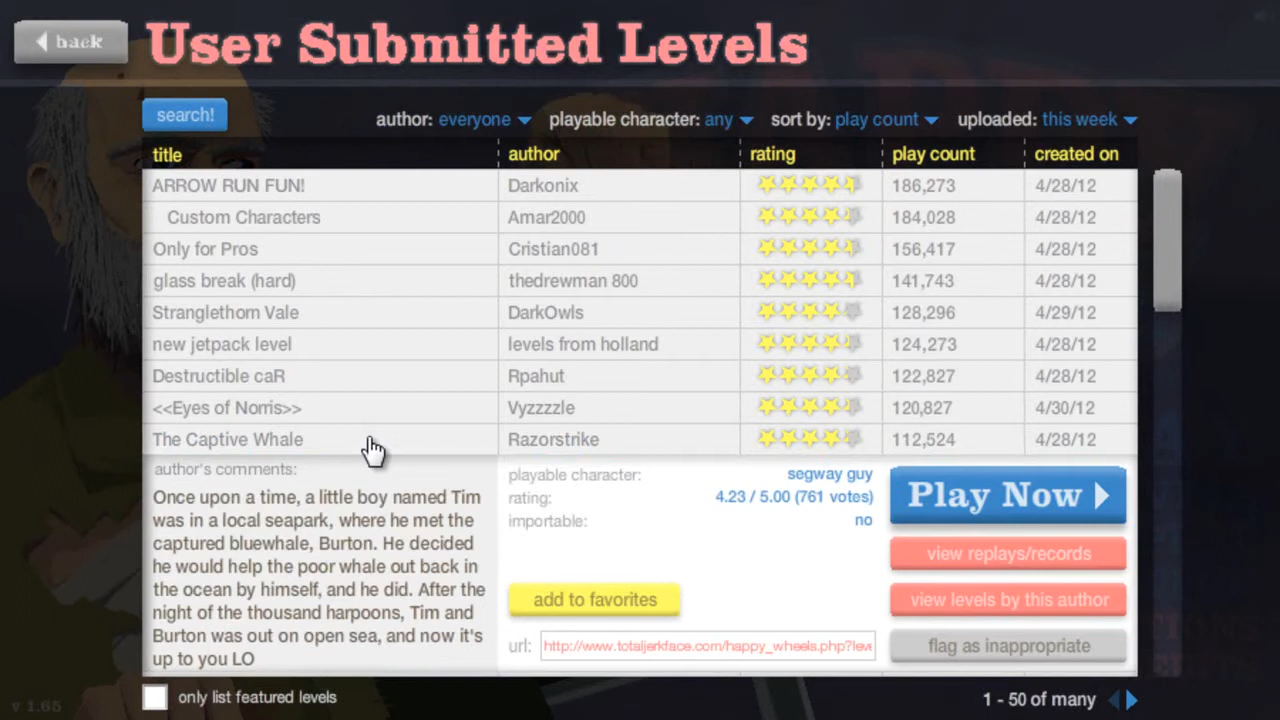 back
User Submitted Levels
search!
author: everyone playable character: any sort by: play count uploaded: this week
title author rating play count created on
ARROW RUN FUN! Darkonix 186,273 4/28/12
Custom Characters Amar2000 184,028 4/28/12
Only for Pros Cristian081 156,417 4/28/12
glass break (hard) thedrewman 800 141,743 4/28/12
Stranglethorn Vale DarkOwls 128,296 4/29/12
new jetpack level levels from holland 124,273 4/28/12
Destructible caR Rpahut 122,827 4/28/12
<<Eyes of Norris>> Vyzzzzle 120,827 4/30/12
The Captive Whale Razorstrike 112,524 4/28/12
author's comments:
Once upon a time, a little boy named Tim
was in a local seapark, where he met the
captured bluewhale, Burton. He decided
he would help the poor whale out back in
the ocean by himself, and he did. After the
night of the thousand harpoons, Tim and
Burton was out on open sea, and now it's
up to you LO
playable character: segway guy
rating: 4.23 / 5.00 (761 votes)
importable: no
add to favorites
url: http://www.totaljerkface.com/happy_wheels.php?leve
Play Now
view replays/records
view levels by this author
flag as inappropriate
only list featured levels
1 - 50 of many
v 1.65